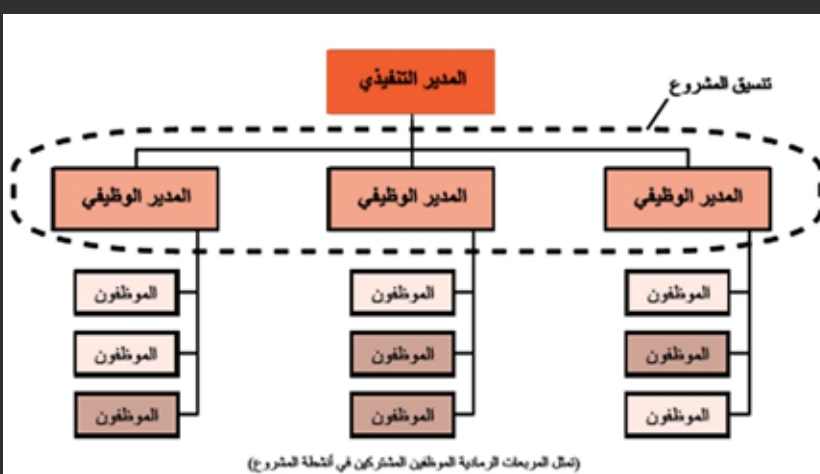 المدير التنفيذي
تنسيق المشروع
المدير الوظيفي
المدير الوظيفي
المدير الوظيفي
الموظفون
الموظفون
الموظفون
الموظفون
الموظفون
الموظفون
الموظفون
الموظفون
الموظفون
(تمثل المربعات الرمادية الموظفين المشتركين في أنشطة المشروع)